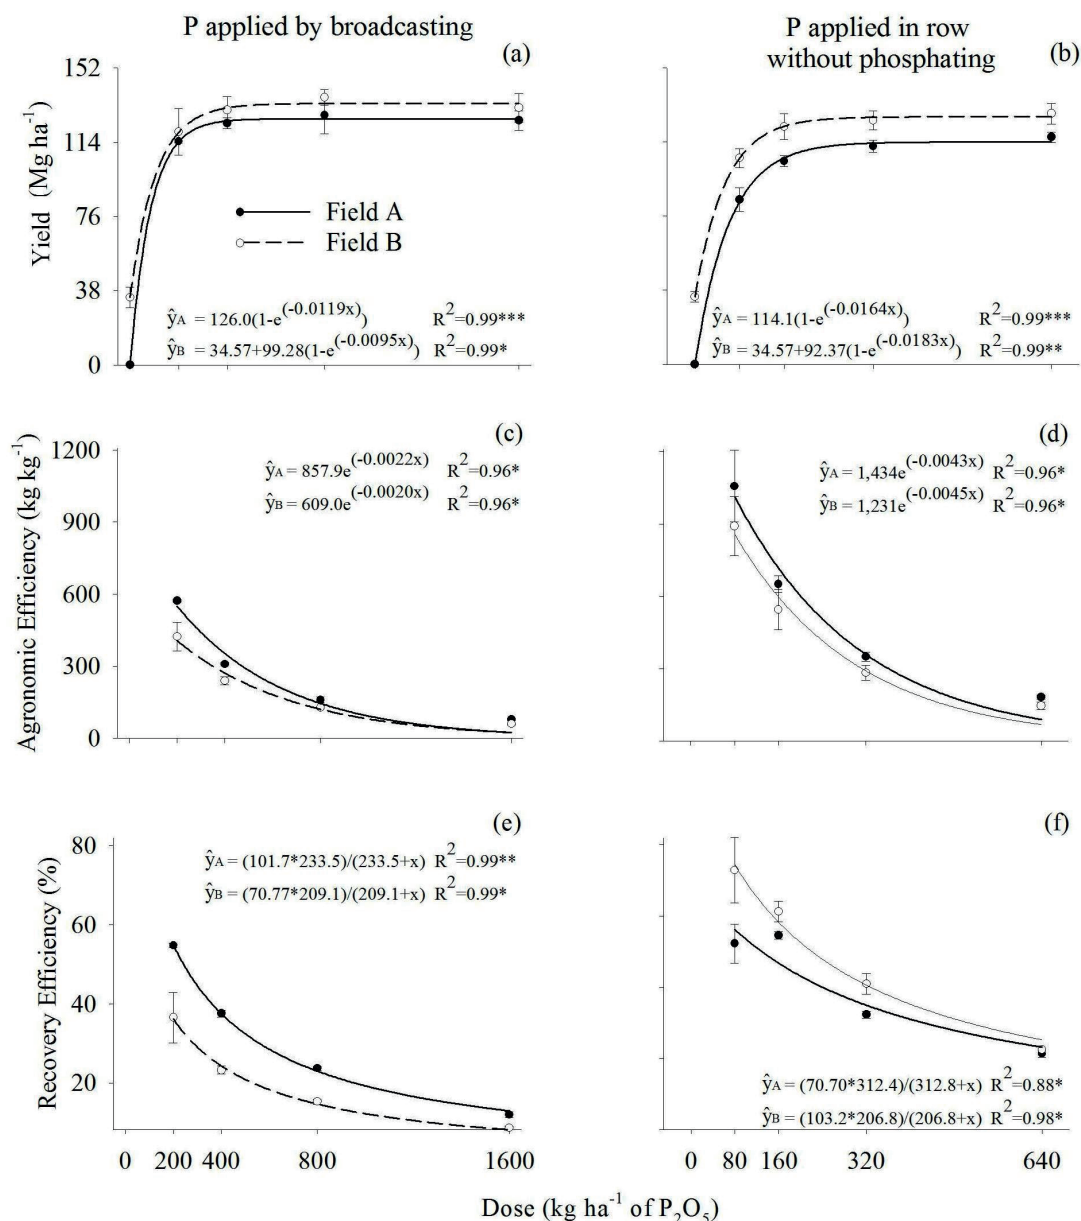 P applied by broadcasting
P applied in row
without phosphating
(a)
(b)
152
114
76
38
0
Yield (Mg ha⁻¹)
Field A
Field B
ŷA = 126.0(1-e^(-0.0119x)) R²=0.99***
ŷB = 34.57+99.28(1-e^(-0.0095x)) R²=0.99*
ŷA = 114.1(1-e^(-0.0164x)) R²=0.99***
ŷB = 34.57+92.37(1-e^(-0.0183x)) R²=0.99**
(c)
(d)
1200
900
600
300
0
Agronomic Efficiency (kg kg⁻¹)
ŷA = 857.9e^(-0.0022x) R²=0.96*
ŷB = 609.0e^(-0.0020x) R²=0.96*
ŷA = 1,434e^(-0.0043x) R²=0.96*
ŷB = 1,231e^(-0.0045x) R²=0.96*
(e)
(f)
80
60
40
20
Recovery Efficiency (%)
ŷA = (101.7*233.5)/(233.5+x) R²=0.99**
ŷB = (70.77*209.1)/(209.1+x) R²=0.99*
ŷA = (70.70*312.4)/(312.8+x) R²=0.88*
ŷB = (103.2*206.8)/(206.8+x) R²=0.98*
0 200 400 800 1600
0 80 160 320 640
Dose (kg ha⁻¹ of P₂O₅)